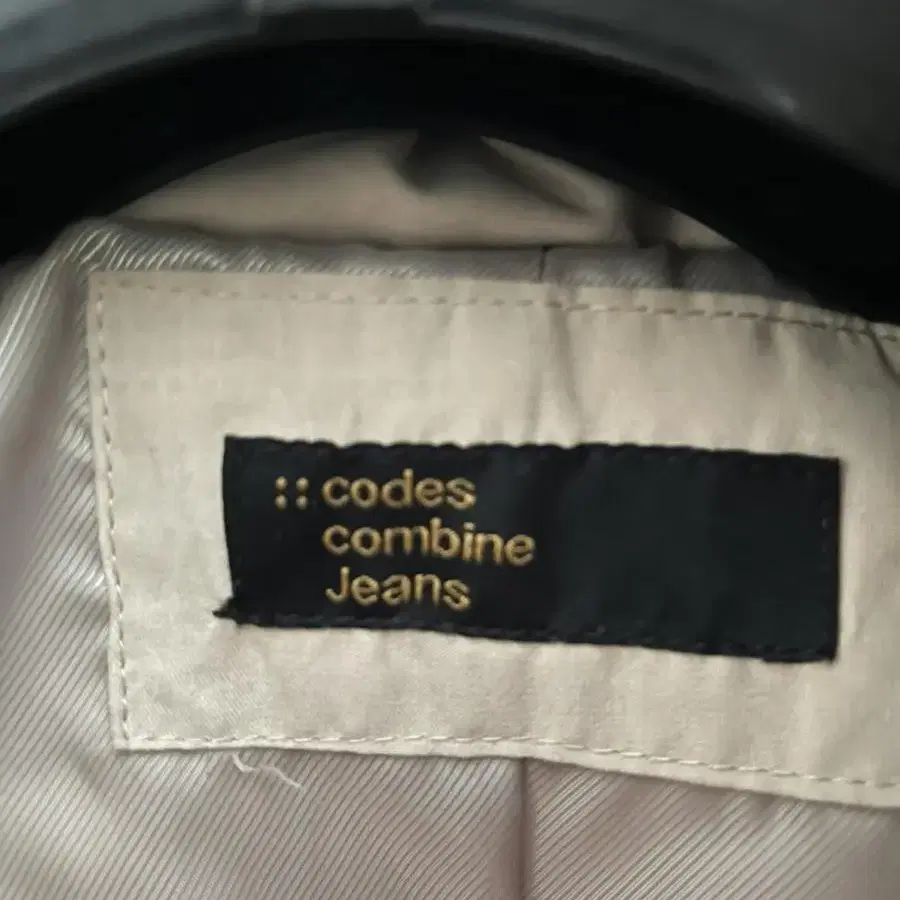 ::codes
combine
Jeans